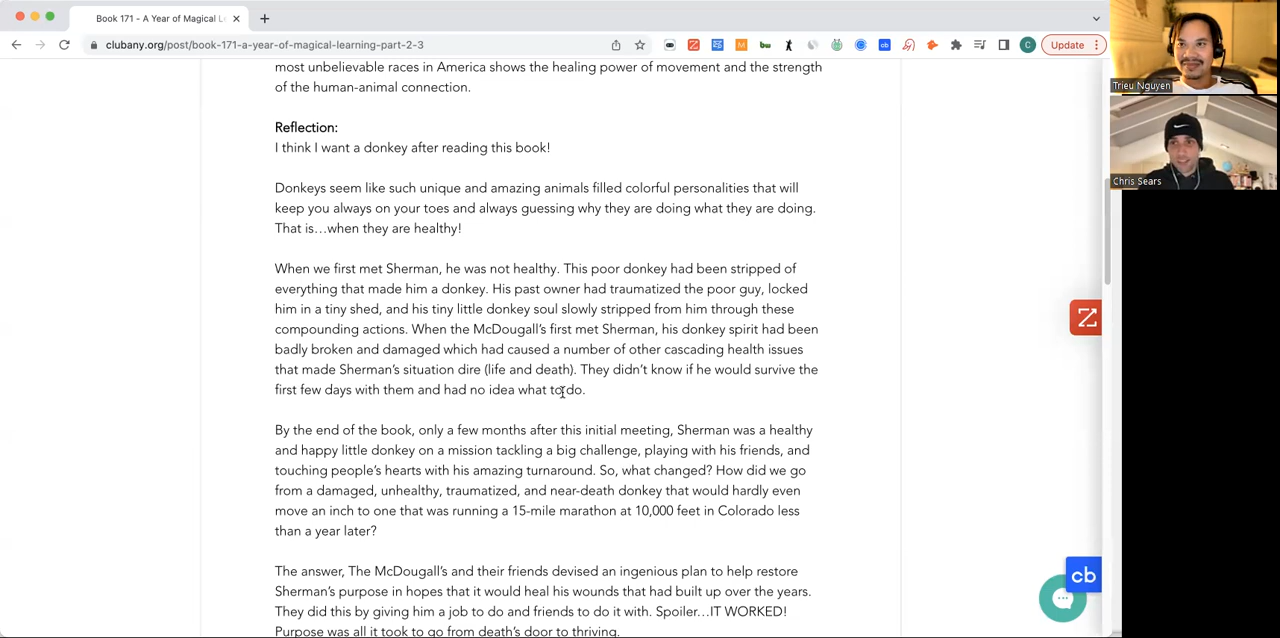 Book 171 - A Year of Magical L
clubany.org/post/book-171-a-year-of-magical-learning-part-2-3
C
Update
most unbelievable races in America shows the healing power of movement and the strength
of the human-animal connection.
Reflection:
I think I want a donkey after reading this book!
Donkeys seem like such unique and amazing animals filled colorful personalities that will
keep you always on your toes and always guessing why they are doing what they are doing.
That is...when they are healthy!
When we first met Sherman, he was not healthy. This poor donkey had been stripped of
everything that made him a donkey. His past owner had traumatized the poor guy, locked
him in a tiny shed, and his tiny little donkey soul slowly stripped from him through these
compounding actions. When the McDougall's first met Sherman, his donkey spirit had been
badly broken and damaged which had caused a number of other cascading health issues
that made Sherman's situation dire (life and death). They didn't know if he would survive the
first few days with them and had no idea what to do.
By the end of the book, only a few months after this initial meeting, Sherman was a healthy
and happy little donkey on a mission tackling a big challenge, playing with his friends, and
touching people's hearts with his amazing turnaround. So, what changed? How did we go
from a damaged, unhealthy, traumatized, and near-death donkey that would hardly even
move an inch to one that was running a 15-mile marathon at 10,000 feet in Colorado less
than a year later?
The answer, The McDougall's and their friends devised an ingenious plan to help restore
Sherman's purpose in hopes that it would heal his wounds that had built up over the years.
They did this by giving him a job to do and friends to do it with. Spoiler...IT WORKED!
Purpose was all it took to go from death's door to thriving.
cb
Trieu Nguyen
Chris Sears